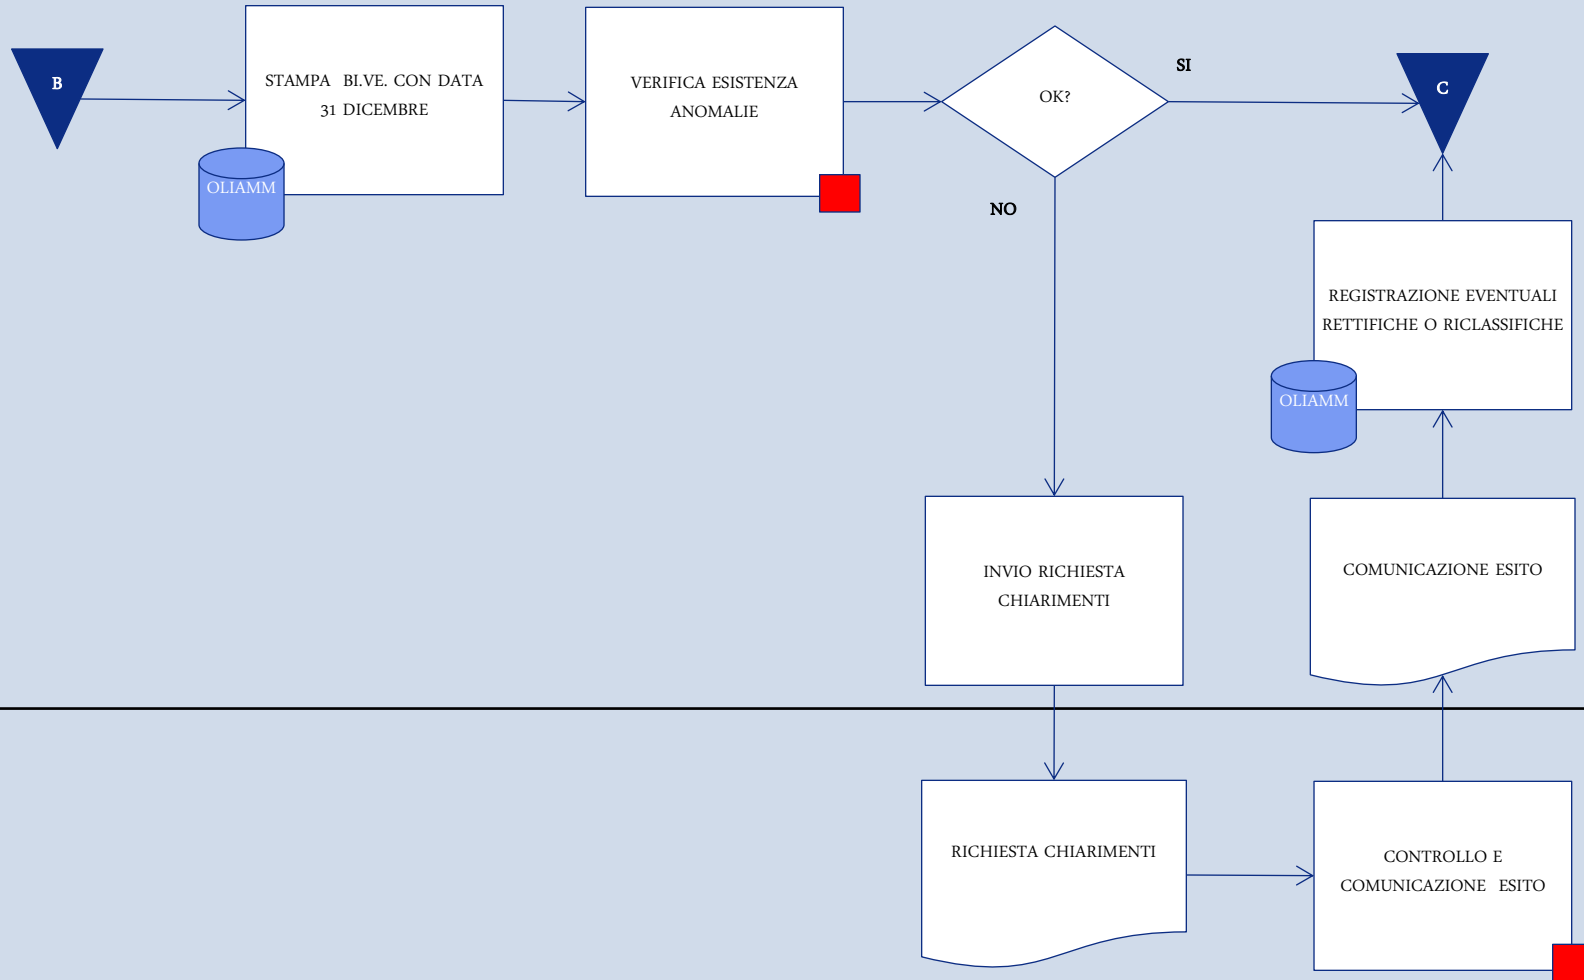 B
STAMPA BI.VE. CON DATA
31 DICEMBRE
OLIAMM
VERIFICA ESISTENZA
ANOMALIE
OK?
SI
NO
C
REGISTRAZIONE EVENTUALI
RETTIFICHE O RICLASSIFICHE
OLIAMM
INVIO RICHIESTA
CHIARIMENTI
COMUNICAZIONE ESITO
RICHIESTA CHIARIMENTI
CONTROLLO E
COMUNICAZIONE ESITO